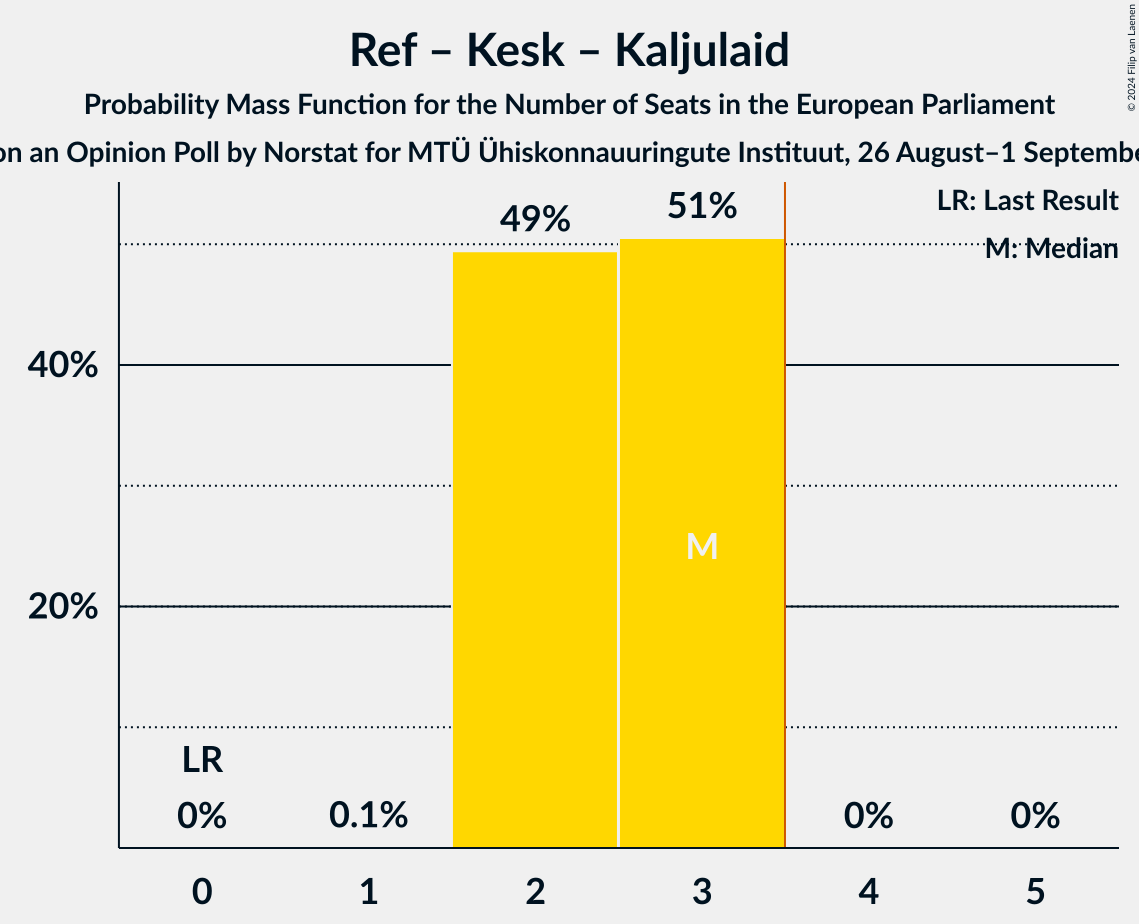 Ref – Kesk – Kaljulaid
Probability Mass Function for the Number of Seats in the European Parliament
on an Opinion Poll by Norstat for MTÜ Ühiskonnauuringute Instituut, 26 August–1 Septembe
© 2024 Filip van Laenen
LR: Last Result
M: Median
49%
51%
40%
20%
M
LR
0%
0.1%
0%
0%
0
1
2
3
4
5